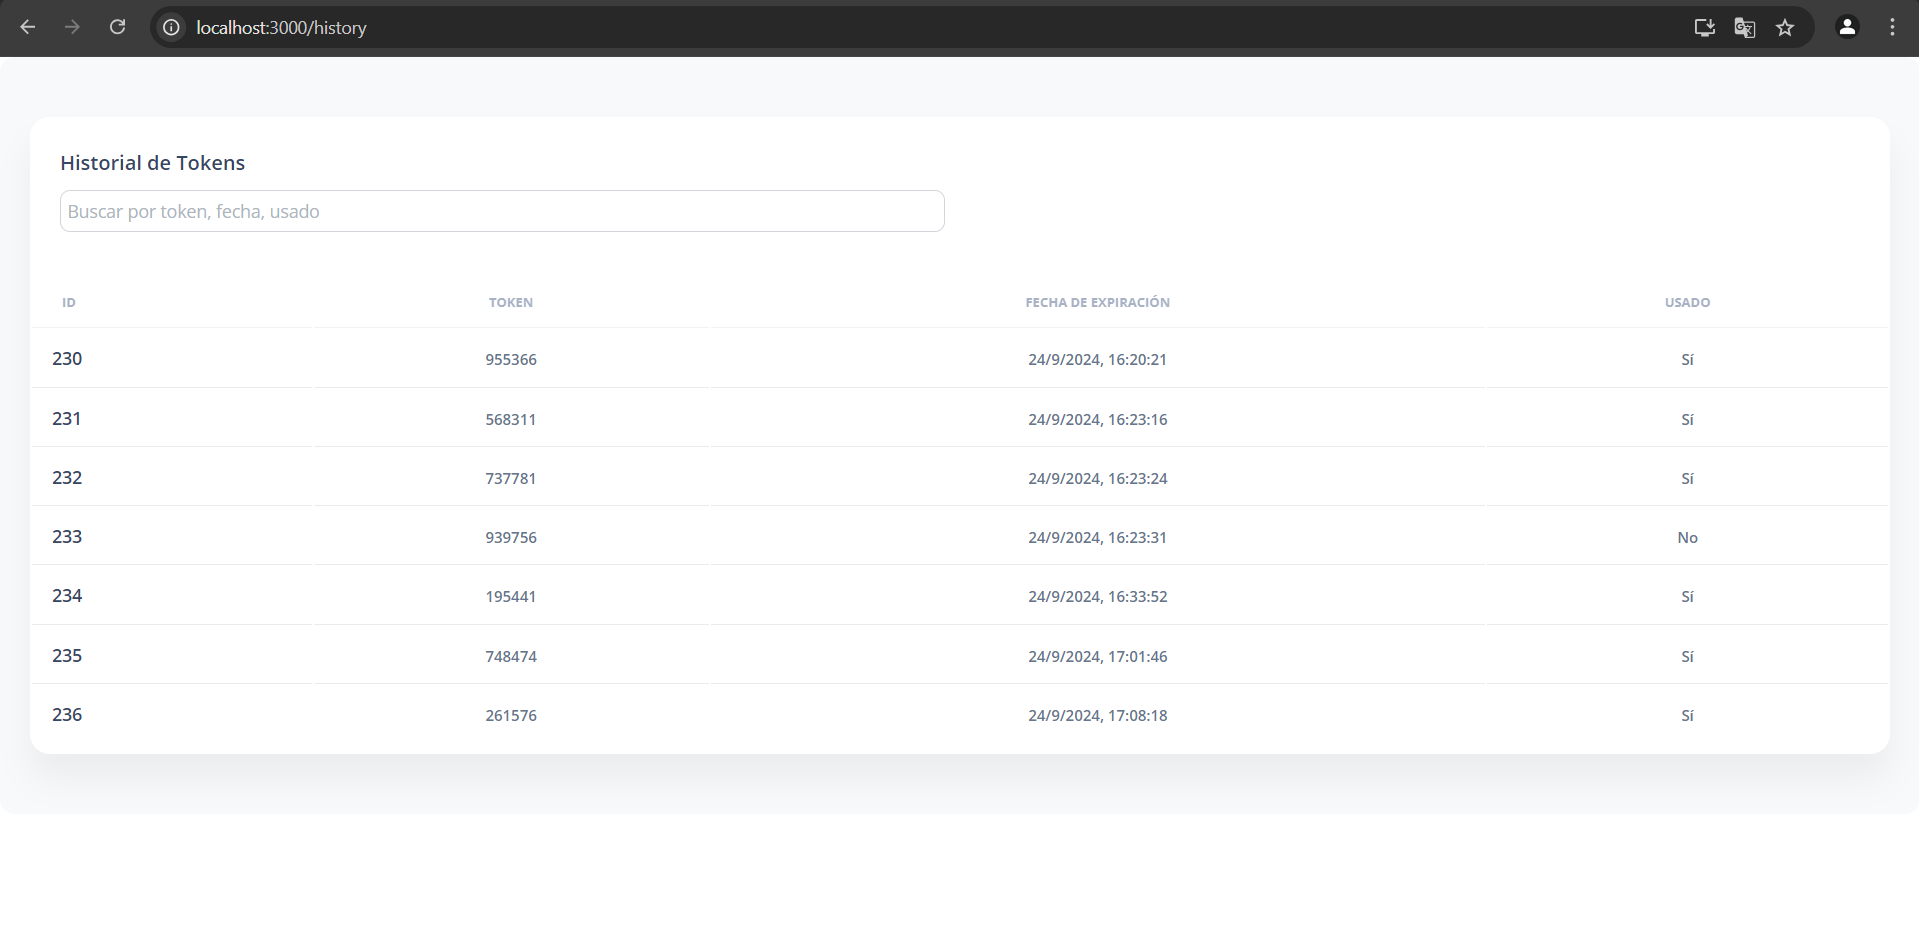 localhost:3000/history
Historial de Tokens
Buscar por token, fecha, usado
ID TOKEN FECHA DE EXPIRACIÓN USADO
230 955366 24/9/2024, 16:20:21 Sí
231 568311 24/9/2024, 16:23:16 Sí
232 737781 24/9/2024, 16:23:24 Sí
233 939756 24/9/2024, 16:23:31 No
234 195441 24/9/2024, 16:33:52 Sí
235 748474 24/9/2024, 17:01:46 Sí
236 261576 24/9/2024, 17:08:18 Sí